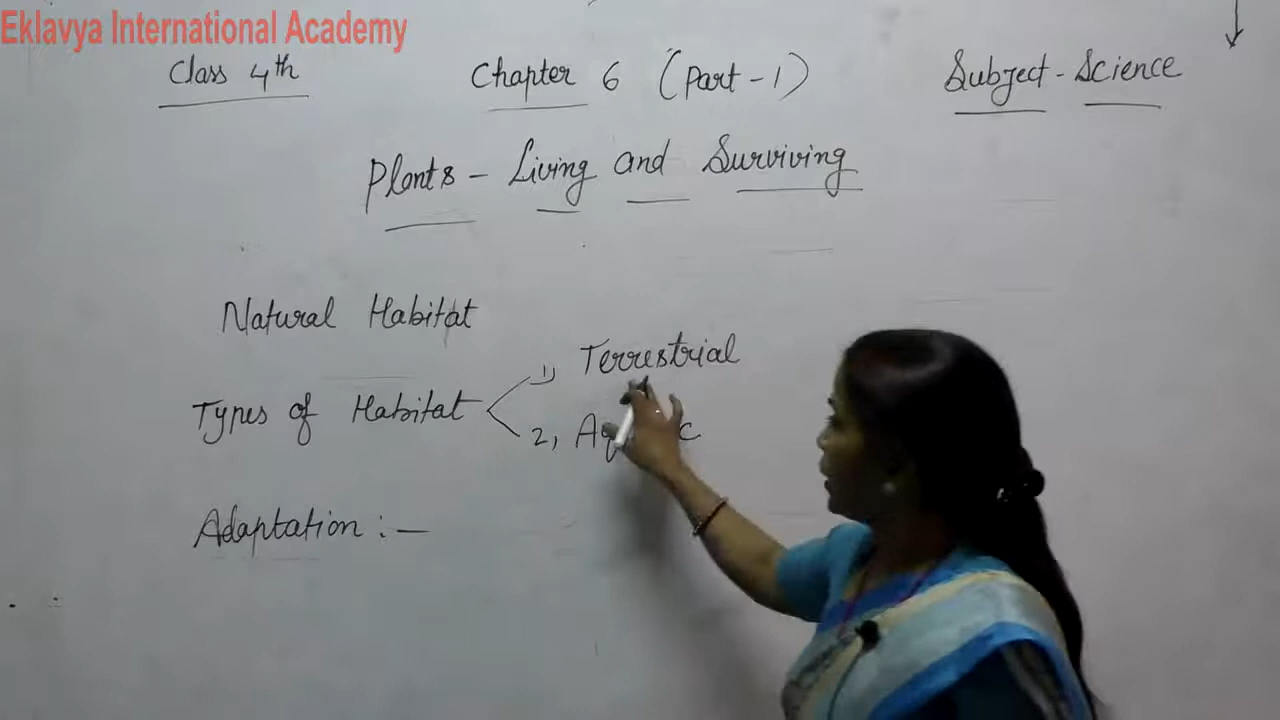 Eklavya International Academy
Class 4th Chapter 6 (Part-1) Subject-Science
Plants - Living and Surviving
Natural Habitat
1) Terrestrial
Types of Habitat
2,
Adaptation :-